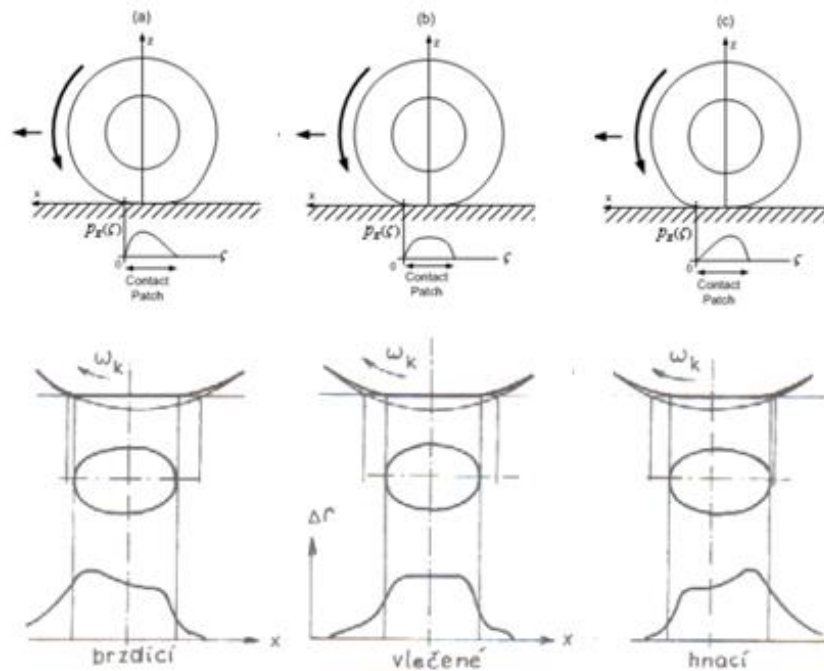 (a)
z
x
p_z(ζ)
0
ζ
Contact
Patch
(b)
z
x
p_z(ζ)
0
ζ
Contact
Patch
(c)
z
x
p_z(ζ)
0
ζ
Contact
Patch
ω_k
brzdící
x
ω_k
Δr
vlečené
x
ω_k
hnací
x